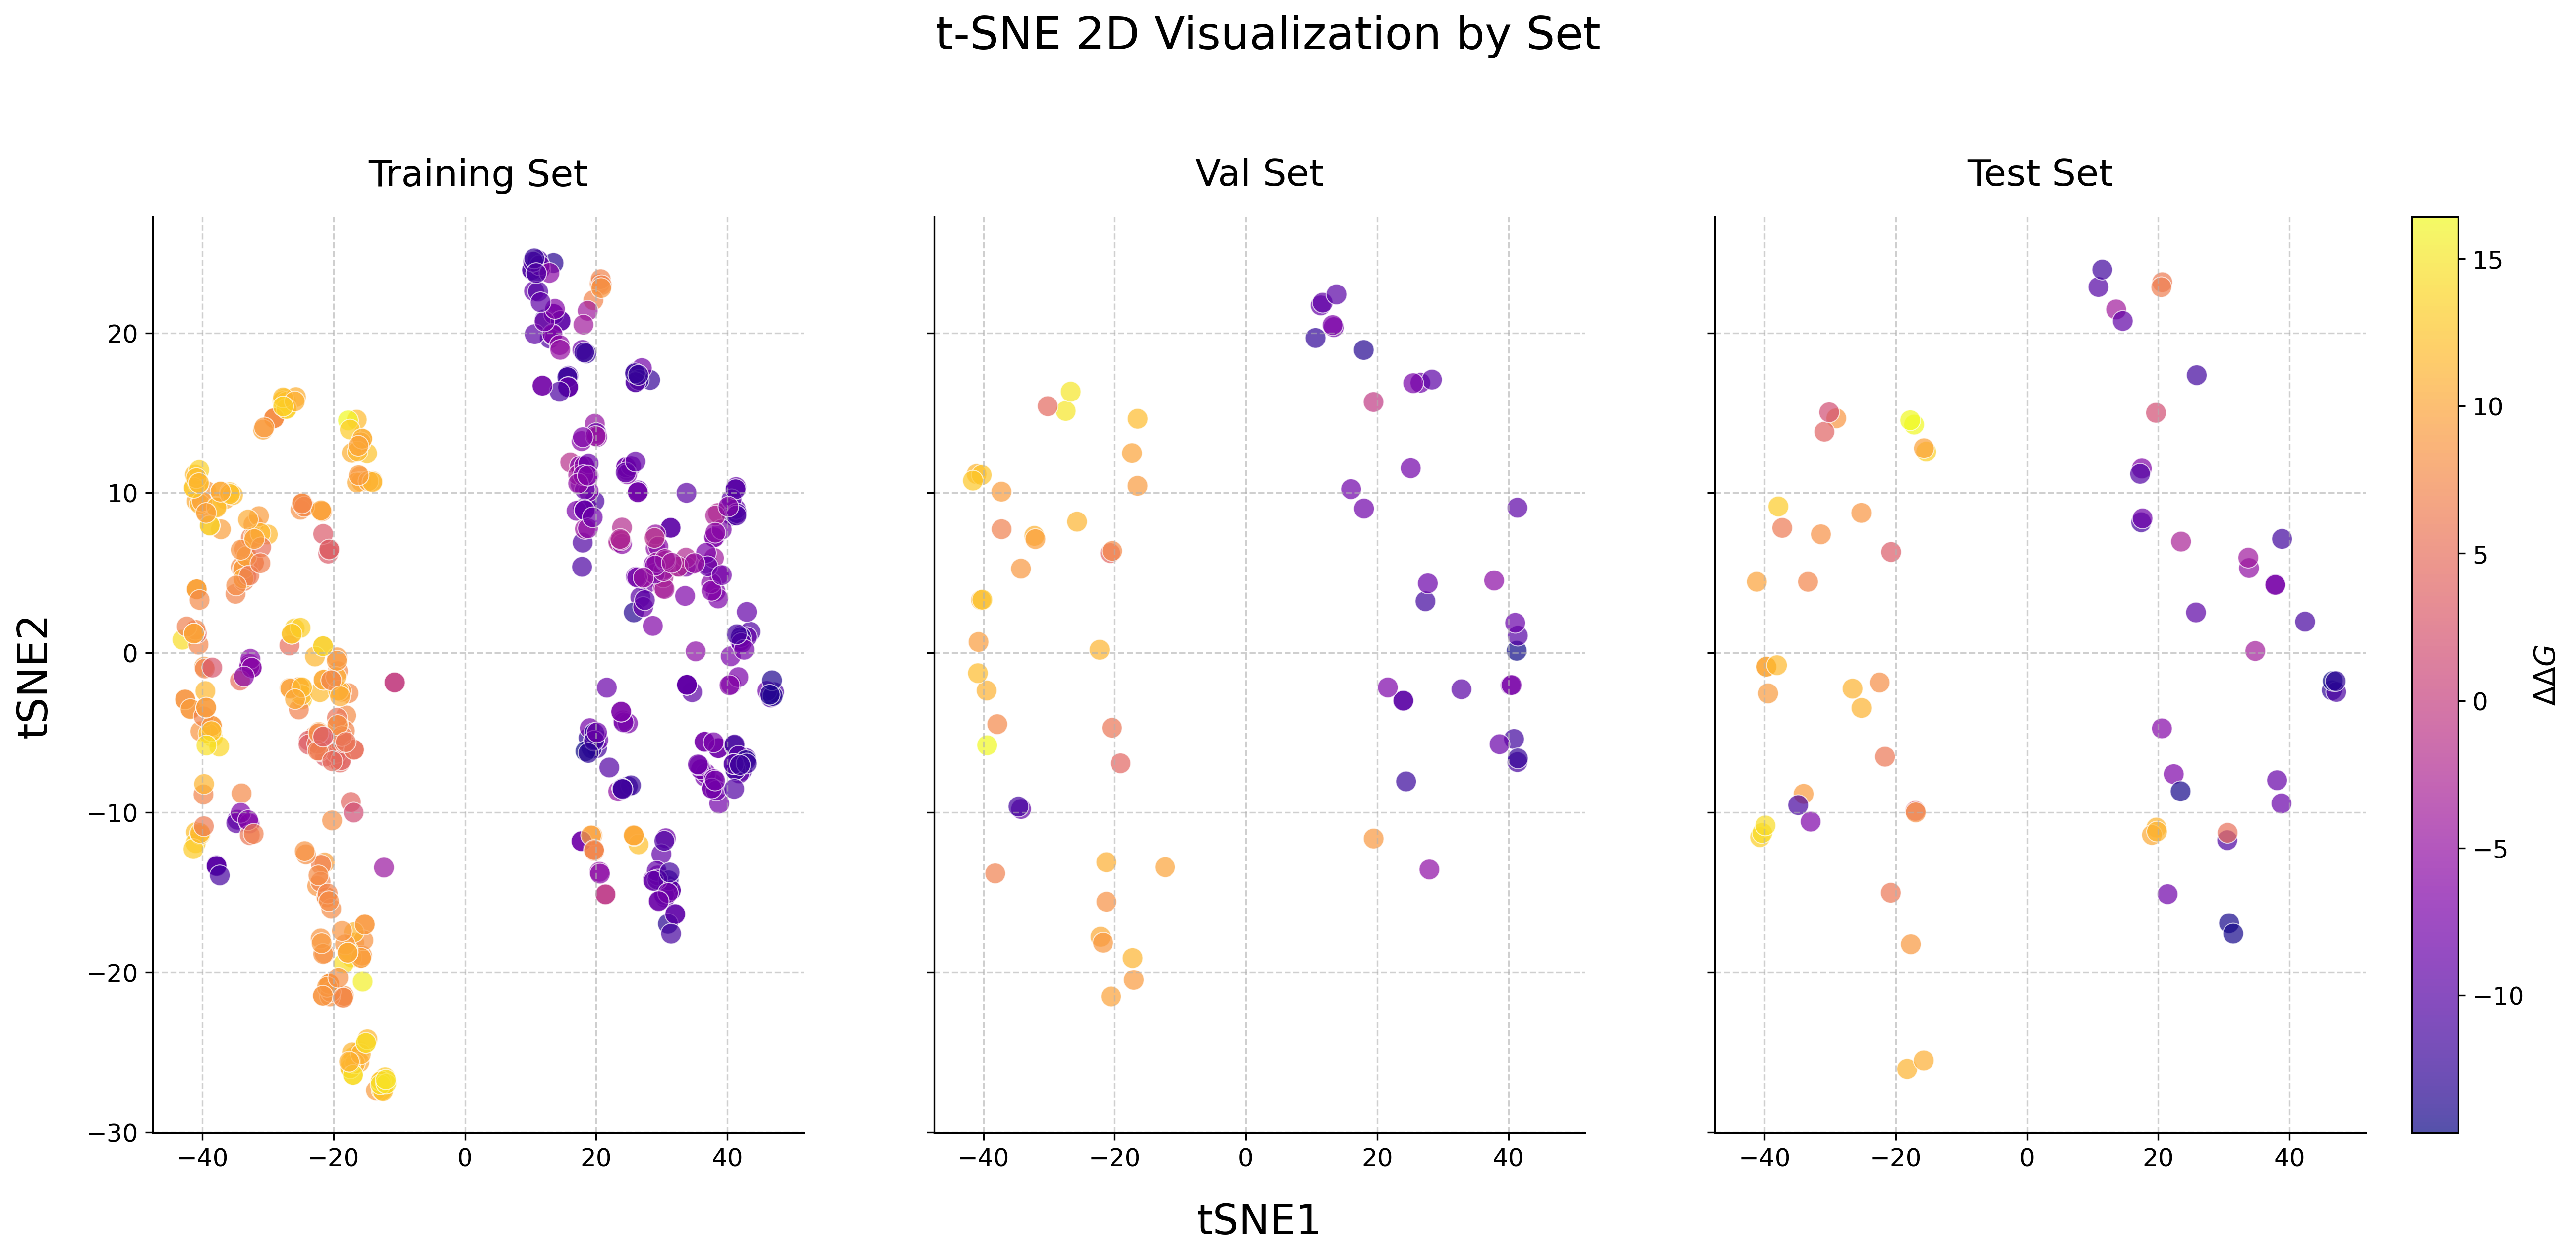 t-SNE 2D Visualization by Set
Training Set
Val Set
Test Set
tSNE2
20
10
0
−10
−20
−30
−40 −20 0 20 40
−40 −20 0 20 40
−40 −20 0 20 40
tSNE1
15
10
5
0
−5
−10
ΔΔG